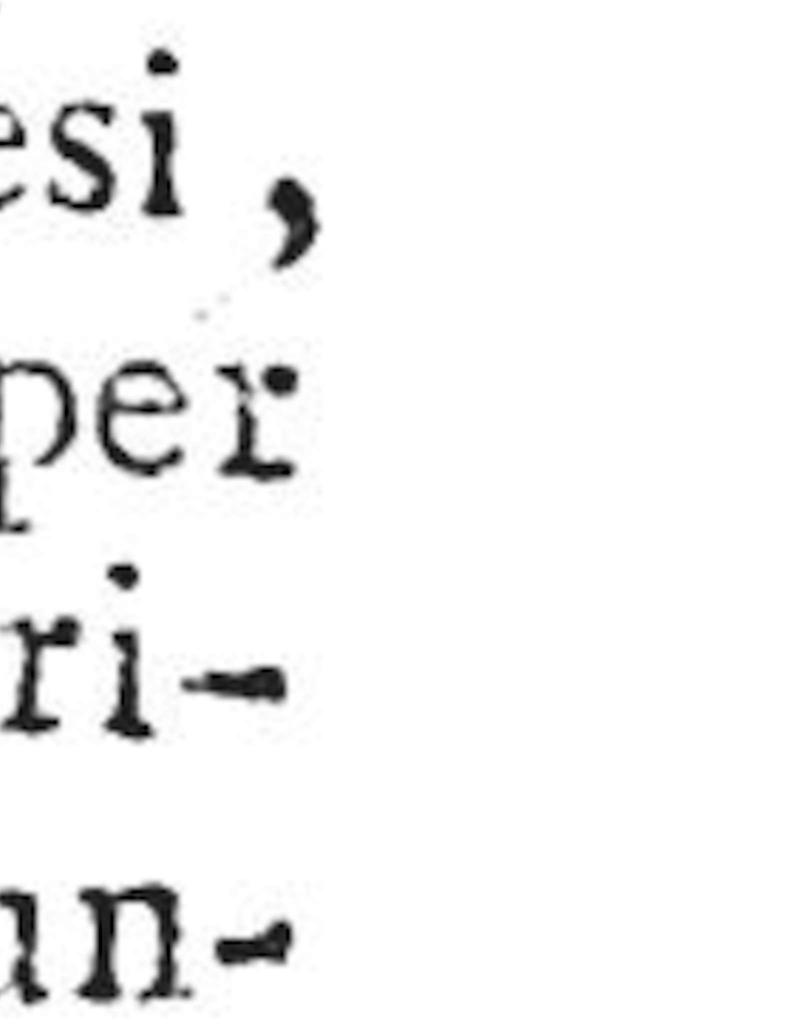 esi ,
per
ri-
un-